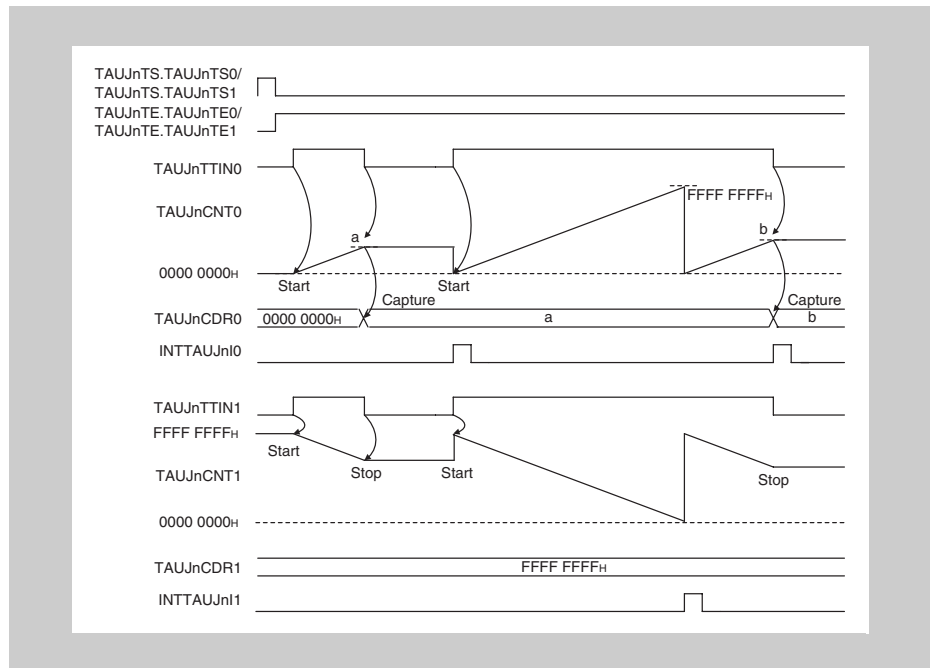 TAUJnTS.TAUJnTS0/
TAUJnTS.TAUJnTS1
TAUJnTE.TAUJnTE0/
TAUJnTE.TAUJnTE1
TAUJnTTIN0
TAUJnCNT0
FFFF FFFFH
a
b
0000 0000H
Start
Start
Capture
Capture
TAUJnCDR0
0000 0000H
a
b
INTTAUJnI0
TAUJnTTIN1
FFFF FFFFH
Start
Stop
Start
Stop
TAUJnCNT1
0000 0000H
TAUJnCDR1
FFFF FFFFH
INTTAUJnI1